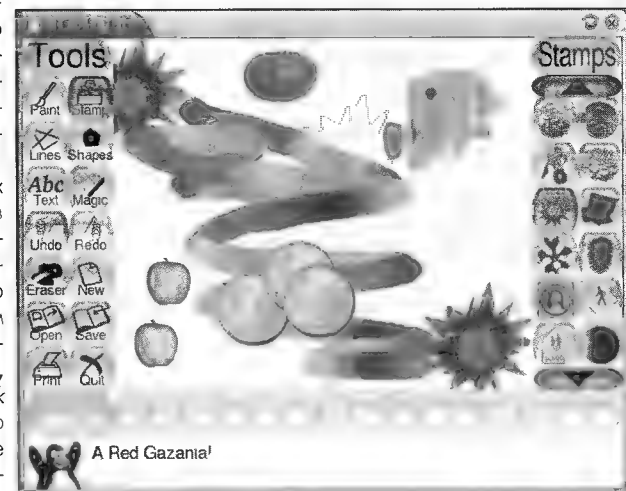 Tools
Stamps
Paint Stamp
Lines Shapes
Abc
Text Magic
Undo Redo
Eraser New
Open Save
Print Quit
A Red Gazania!